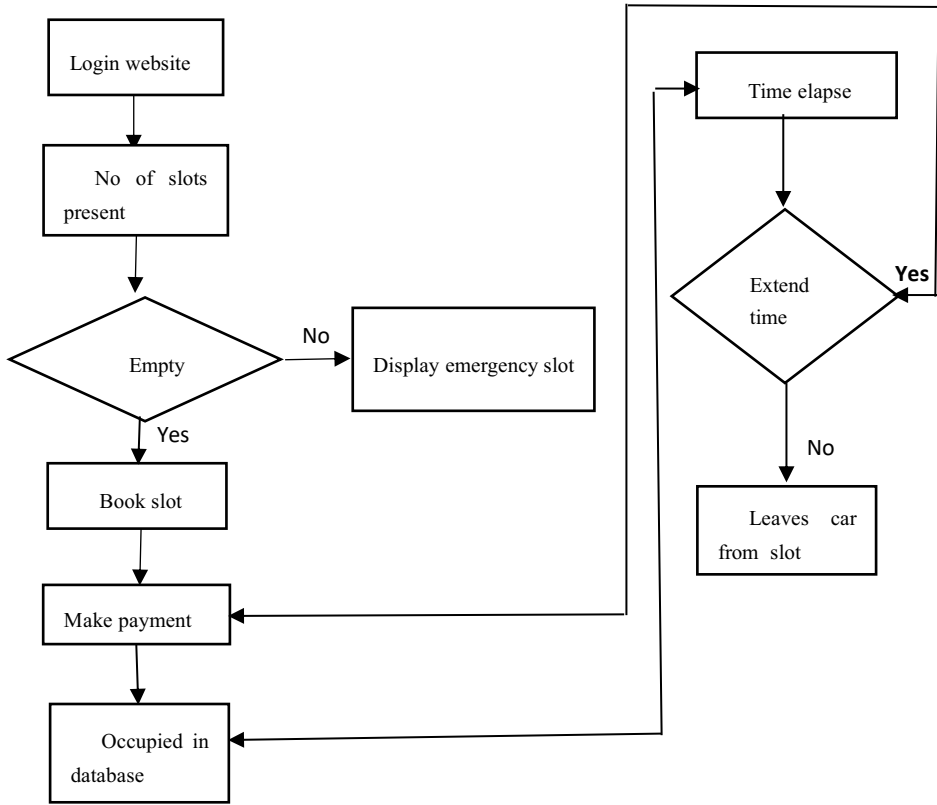 Login website
No of slots
present
Empty
No
Display emergency slot
Yes
Book slot
Make payment
Occupied in
database
Time elapse
Extend
time
Yes
No
Leaves car
from slot